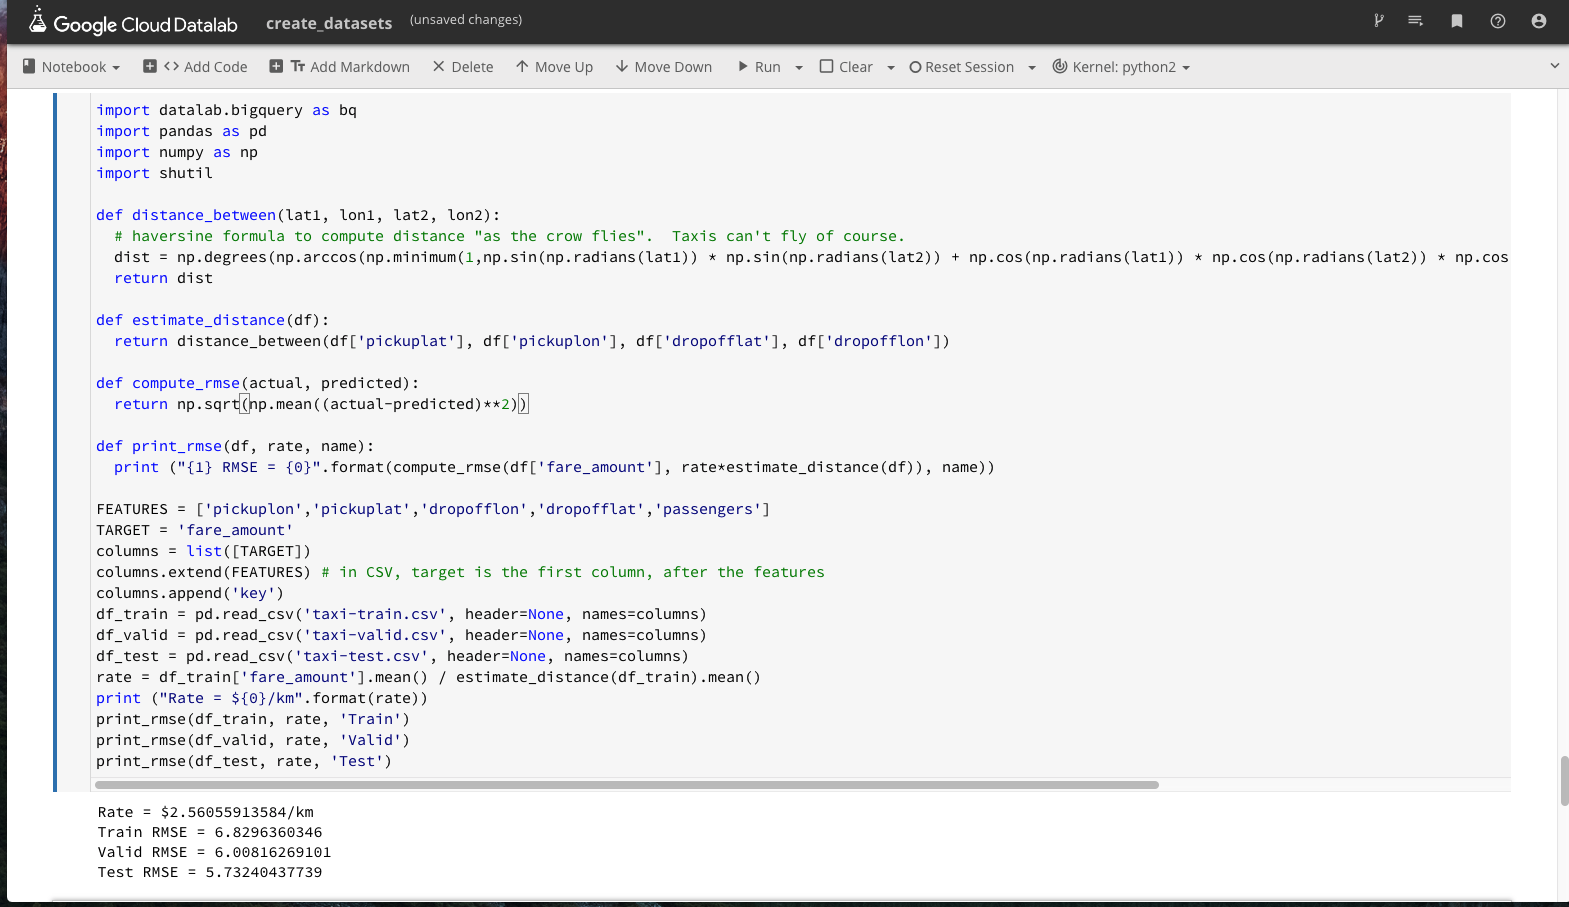 Google Cloud Datalab create_datasets (unsaved changes)
Notebook Add Code Add Markdown Delete Move Up Move Down Run Clear Reset Session Kernel: python2
import datalab.bigquery as bq
import pandas as pd
import numpy as np
import shutil
def distance_between(lat1, lon1, lat2, lon2):
  # haversine formula to compute distance "as the crow flies".  Taxis can't fly of course.
  dist = np.degrees(np.arccos(np.minimum(1,np.sin(np.radians(lat1)) * np.sin(np.radians(lat2)) + np.cos(np.radians(lat1)) * np.cos(np.radians(lat2)) * np.cos
  return dist
def estimate_distance(df):
  return distance_between(df['pickuplat'], df['pickuplon'], df['dropofflat'], df['dropofflon'])
def compute_rmse(actual, predicted):
  return np.sqrt(np.mean((actual-predicted)**2))
def print_rmse(df, rate, name):
  print ("{1} RMSE = {0}".format(compute_rmse(df['fare_amount'], rate*estimate_distance(df)), name))
FEATURES = ['pickuplon','pickuplat','dropofflon','dropofflat','passengers']
TARGET = 'fare_amount'
columns = list([TARGET])
columns.extend(FEATURES) # in CSV, target is the first column, after the features
columns.append('key')
df_train = pd.read_csv('taxi-train.csv', header=None, names=columns)
df_valid = pd.read_csv('taxi-valid.csv', header=None, names=columns)
df_test = pd.read_csv('taxi-test.csv', header=None, names=columns)
rate = df_train['fare_amount'].mean() / estimate_distance(df_train).mean()
print ("Rate = ${0}/km".format(rate))
print_rmse(df_train, rate, 'Train')
print_rmse(df_valid, rate, 'Valid')
print_rmse(df_test, rate, 'Test')
Rate = $2.56055913584/km
Train RMSE = 6.8296360346
Valid RMSE = 6.00816269101
Test RMSE = 5.73240437739